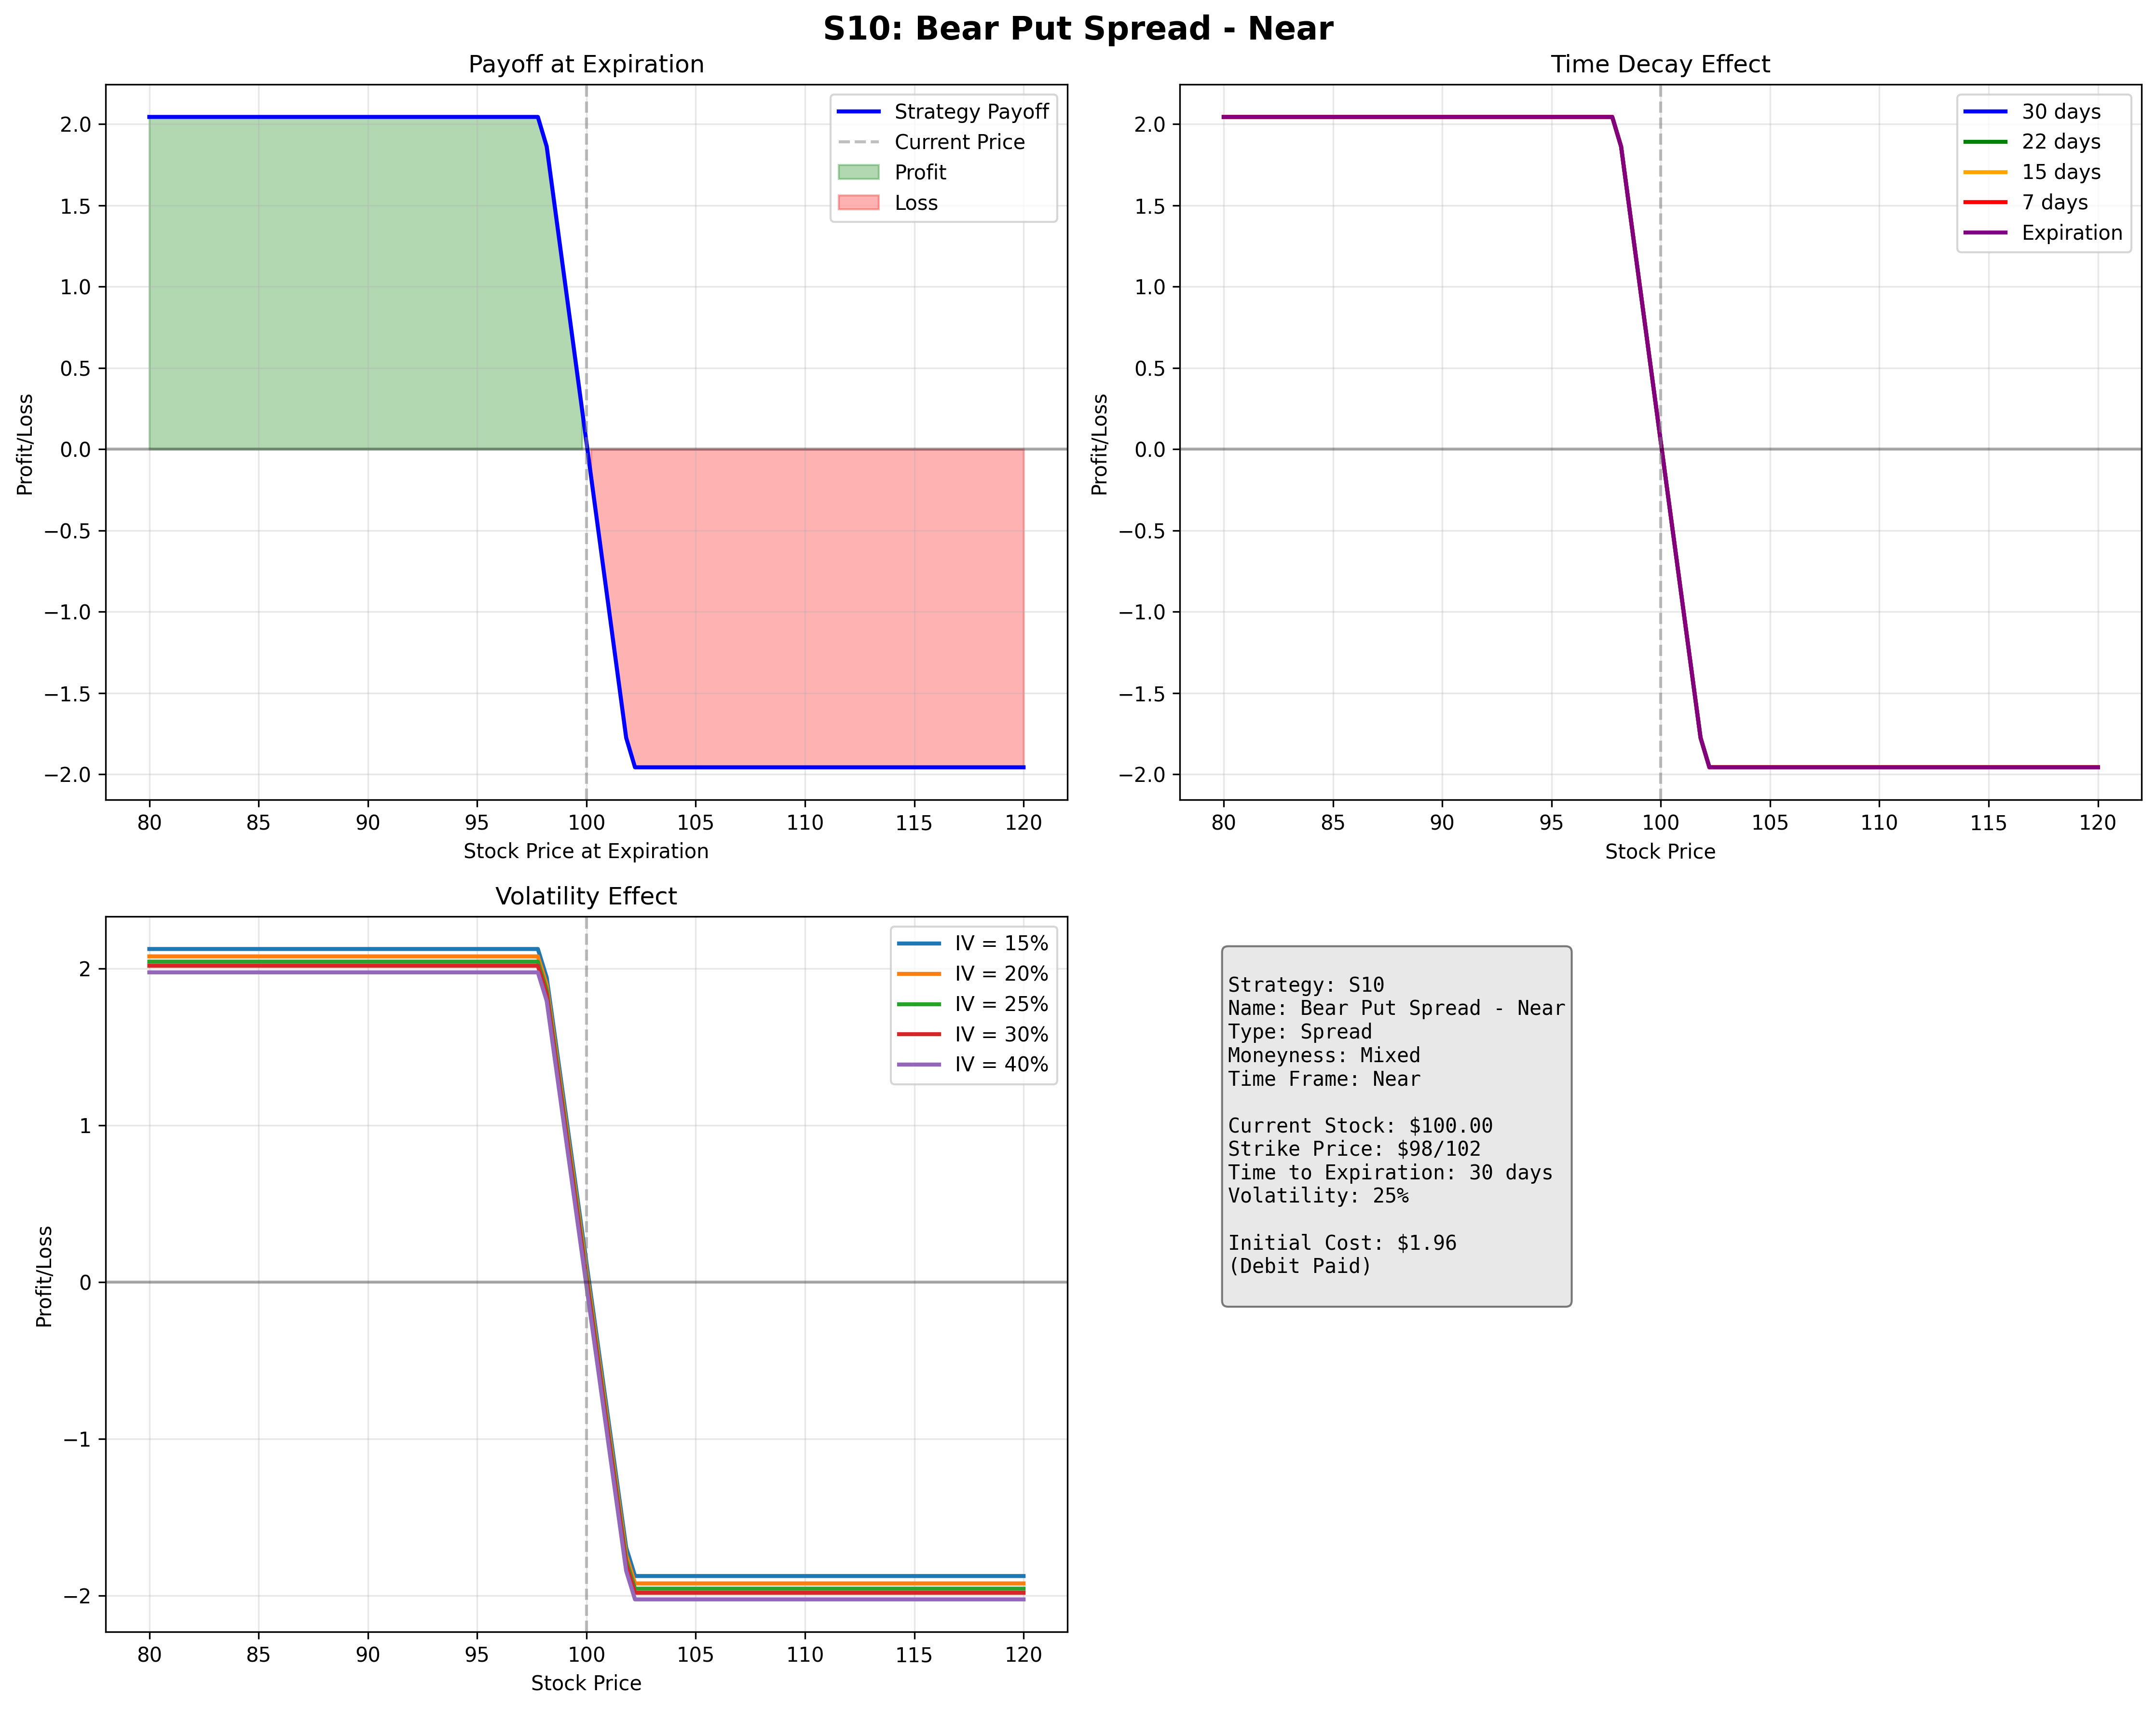 S10: Bear Put Spread - Near
Payoff at Expiration
Profit/Loss
2.0
1.5
1.0
0.5
0.0
−0.5
−1.0
−1.5
−2.0
80 85 90 95 100 105 110 115 120
Stock Price at Expiration
Strategy Payoff
Current Price
Profit
Loss
Time Decay Effect
Profit/Loss
2.0
1.5
1.0
0.5
0.0
−0.5
−1.0
−1.5
−2.0
80 85 90 95 100 105 110 115 120
Stock Price
30 days
22 days
15 days
7 days
Expiration
Volatility Effect
Profit/Loss
2
1
0
−1
−2
80 85 90 95 100 105 110 115 120
Stock Price
IV = 15%
IV = 20%
IV = 25%
IV = 30%
IV = 40%
Strategy: S10
Name: Bear Put Spread - Near
Type: Spread
Moneyness: Mixed
Time Frame: Near
Current Stock: $100.00
Strike Price: $98/102
Time to Expiration: 30 days
Volatility: 25%
Initial Cost: $1.96
(Debit Paid)